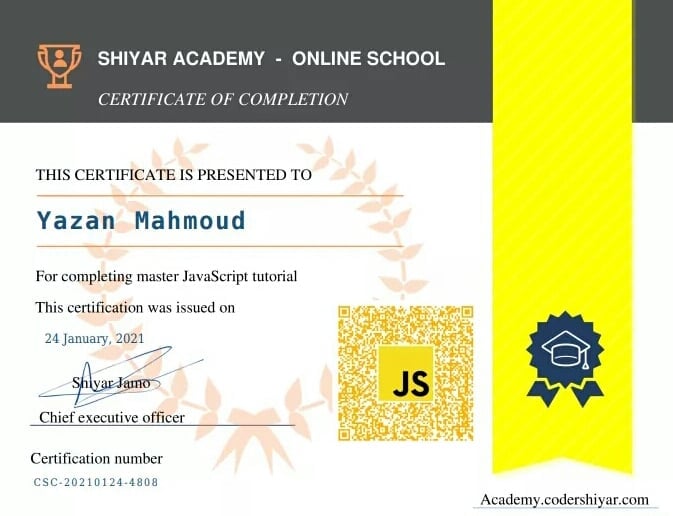 SHIYAR ACADEMY - ONLINE SCHOOL
CERTIFICATE OF COMPLETION
THIS CERTIFICATE IS PRESENTED TO
Yazan Mahmoud
For completing master JavaScript tutorial
This certification was issued on
24 January, 2021
Shiyar Jamo
Chief executive officer
JS
Certification number
CSC-20210124-4808
Academy.codershiyar.com